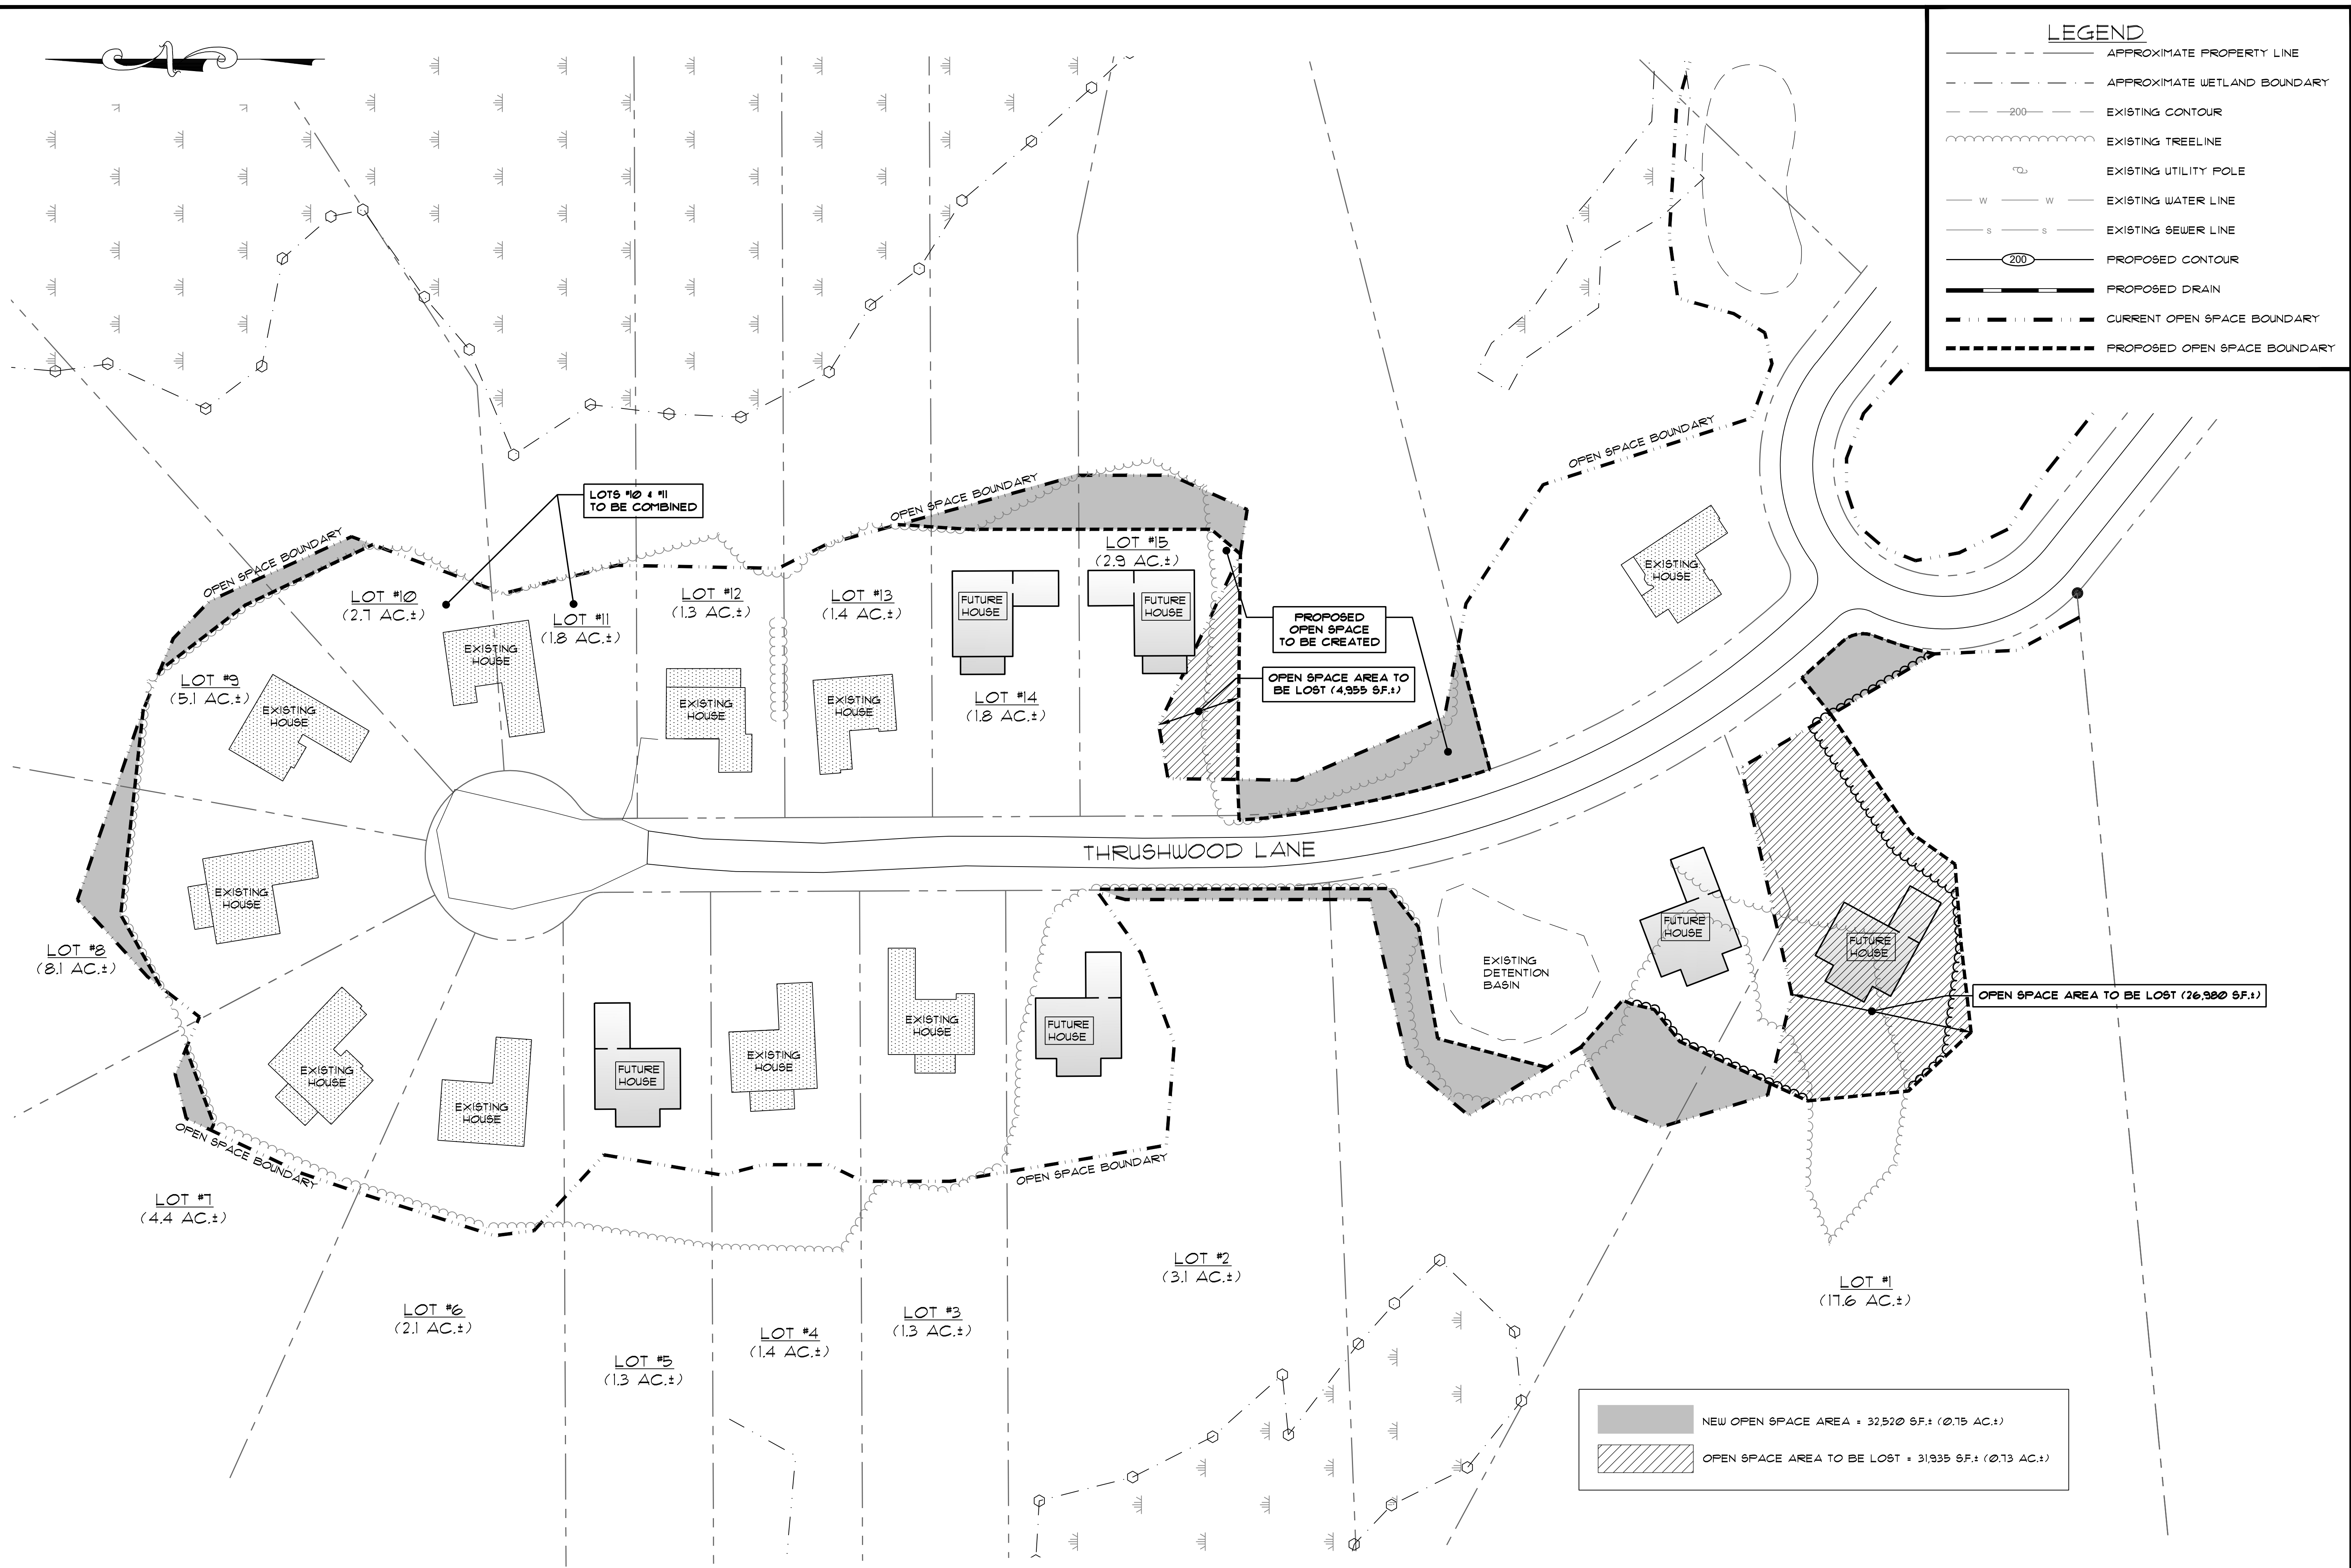 LEGEND
APPROXIMATE PROPERTY LINE
APPROXIMATE WETLAND BOUNDARY
200
EXISTING CONTOUR
EXISTING TREELINE
EXISTING UTILITY POLE
W W
EXISTING WATER LINE
S S
EXISTING SEWER LINE
200
PROPOSED CONTOUR
PROPOSED DRAIN
CURRENT OPEN SPACE BOUNDARY
PROPOSED OPEN SPACE BOUNDARY
N
OPEN SPACE BOUNDARY
OPEN SPACE BOUNDARY
OPEN SPACE BOUNDARY
LOTS #10 & #11
TO BE COMBINED
LOT #10
(2.7 AC.±)
LOT #11
(1.8 AC.±)
LOT #12
(1.3 AC.±)
LOT #13
(1.4 AC.±)
LOT #15
(2.9 AC.±)
FUTURE
HOUSE
FUTURE
HOUSE
EXISTING
HOUSE
PROPOSED
OPEN SPACE
TO BE CREATED
OPEN SPACE AREA TO
BE LOST (4,955 S.F.±)
LOT #9
(5.1 AC.±)
EXISTING
HOUSE
EXISTING
HOUSE
EXISTING
HOUSE
EXISTING
HOUSE
LOT #14
(1.8 AC.±)
THRUSHWOOD LANE
EXISTING
HOUSE
LOT #8
(8.1 AC.±)
EXISTING
DETENTION
BASIN
FUTURE
HOUSE
FUTURE
HOUSE
OPEN SPACE AREA TO BE LOST (26,980 S.F.±)
EXISTING
HOUSE
EXISTING
HOUSE
FUTURE
HOUSE
EXISTING
HOUSE
EXISTING
HOUSE
FUTURE
HOUSE
OPEN SPACE BOUNDARY
OPEN SPACE BOUNDARY
LOT #7
(4.4 AC.±)
LOT #6
(2.1 AC.±)
LOT #5
(1.3 AC.±)
LOT #4
(1.4 AC.±)
LOT #3
(1.3 AC.±)
LOT #2
(3.1 AC.±)
LOT #1
(17.6 AC.±)
NEW OPEN SPACE AREA = 32,520 S.F.± (0.75 AC.±)
OPEN SPACE AREA TO BE LOST = 31,935 S.F.± (0.73 AC.±)